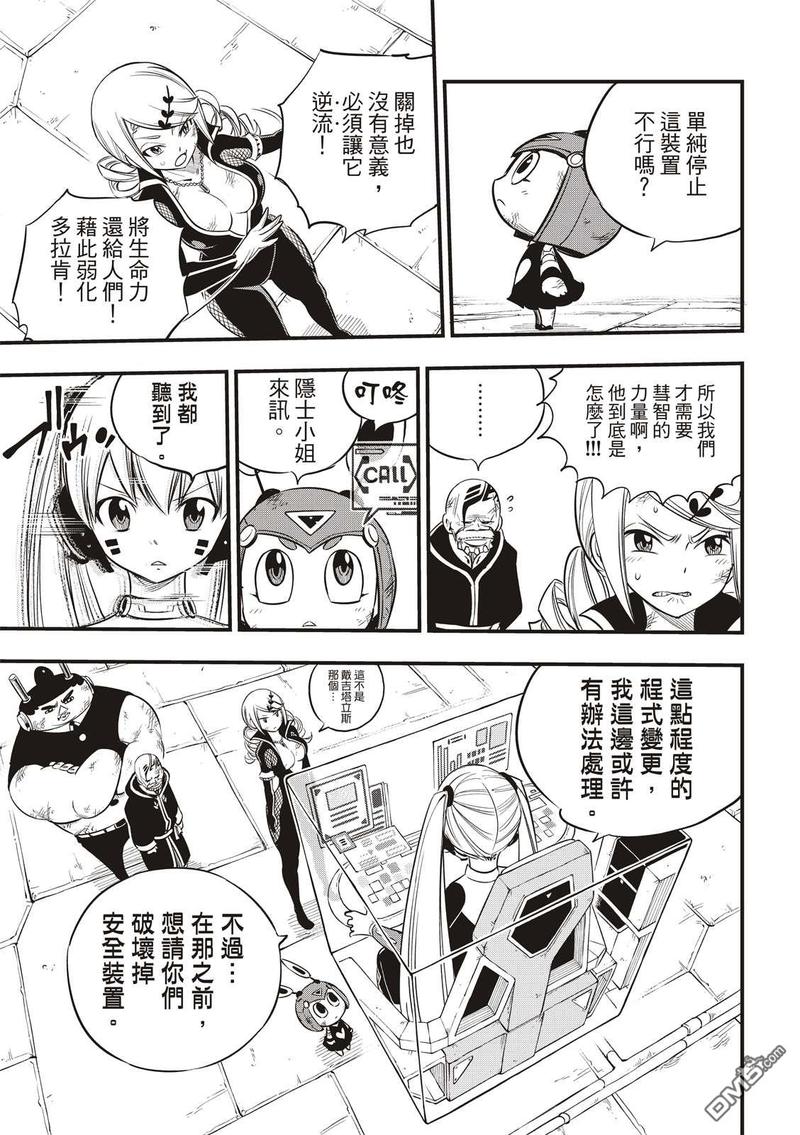 單純停止
這裝置
不行嗎？
關掉也
沒有意義，
必須讓它
逆流！
將生命力
還給人們！
藉此弱化
多拉肯！
所以我們
才需要
彗智的
力量啊，
他到底是
怎麼了!!!
………
叮咚
CALL
隱士小姐
來訊。
我都
聽到了。
這點程度的
程式變更，
我這邊或許
有辦法處理。
這不是
戴吉塔立斯
那個…
不過…
在那之前，
想請你們
破壞掉
安全裝置。
DM5.COM